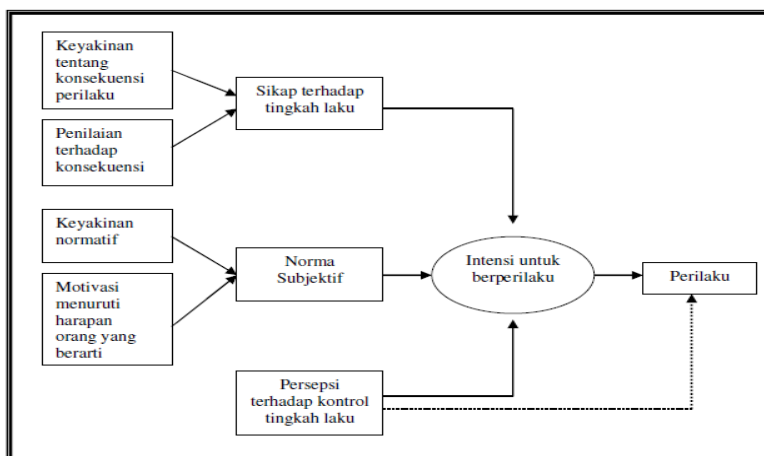 Keyakinan
tentang
konsekuensi
perilaku
Penilaian
terhadap
konsekuensi
Sikap terhadap
tingkah laku
Keyakinan
normatif
Motivasi
menuruti
harapan
orang yang
berarti
Norma
Subjektif
Intensi untuk
berperilaku
Perilaku
Persepsi
terhadap kontrol
tingkah laku